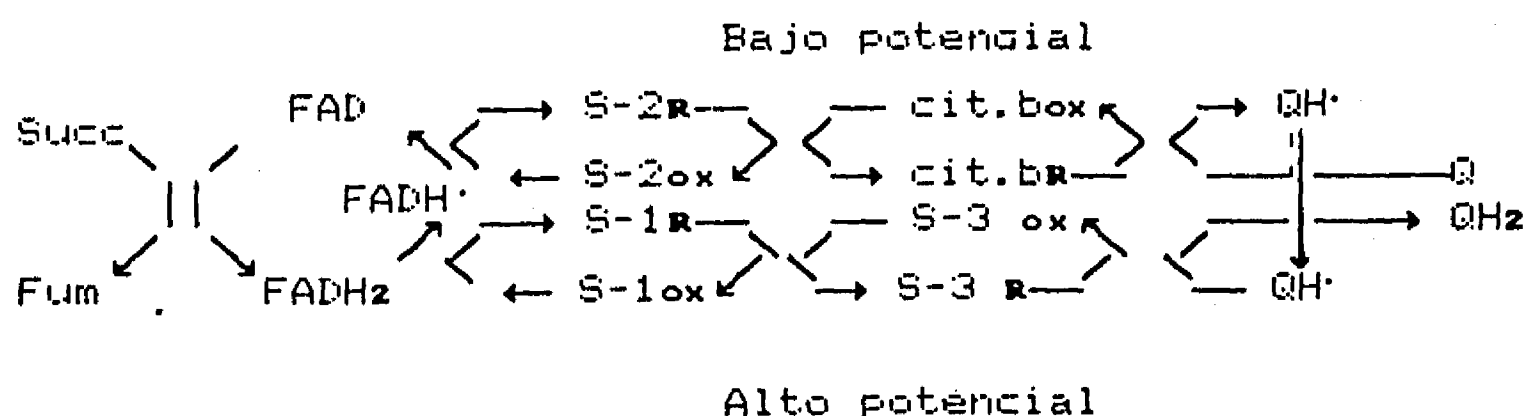 Bajo potencial
FAD S-2R cit.box QH·
Succ
S-2ox cit.bR Q
FADH·
S-1R S-3 ox QH2
Fum FADH2 S-1ox S-3 R QH·
Alto potencial